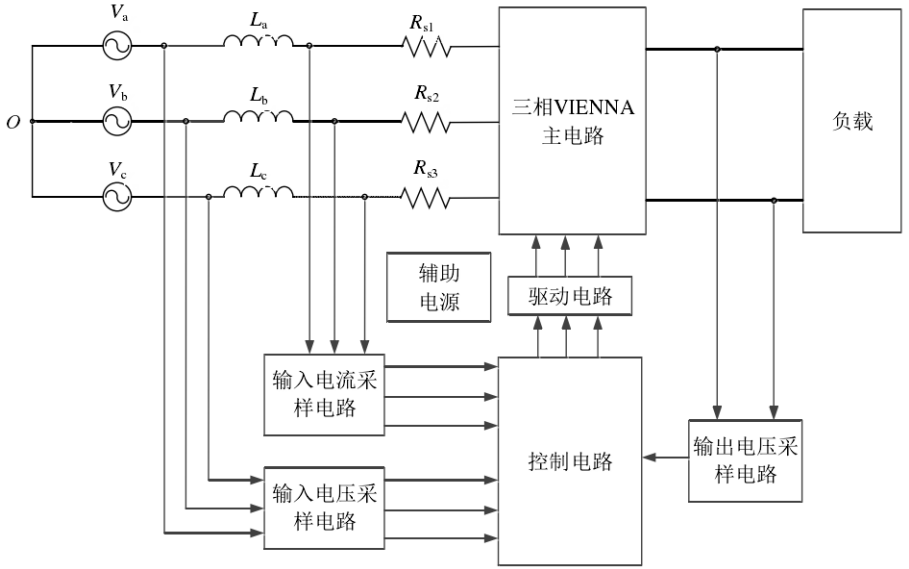 Va
La
Rs1
Vb
Lb
Rs2
O
Vc
Lc
Rs3
三相VIENNA
主电路
负载
辅助
电源
驱动电路
输入电流采
样电路
控制电路
输出电压采
样电路
输入电压采
样电路